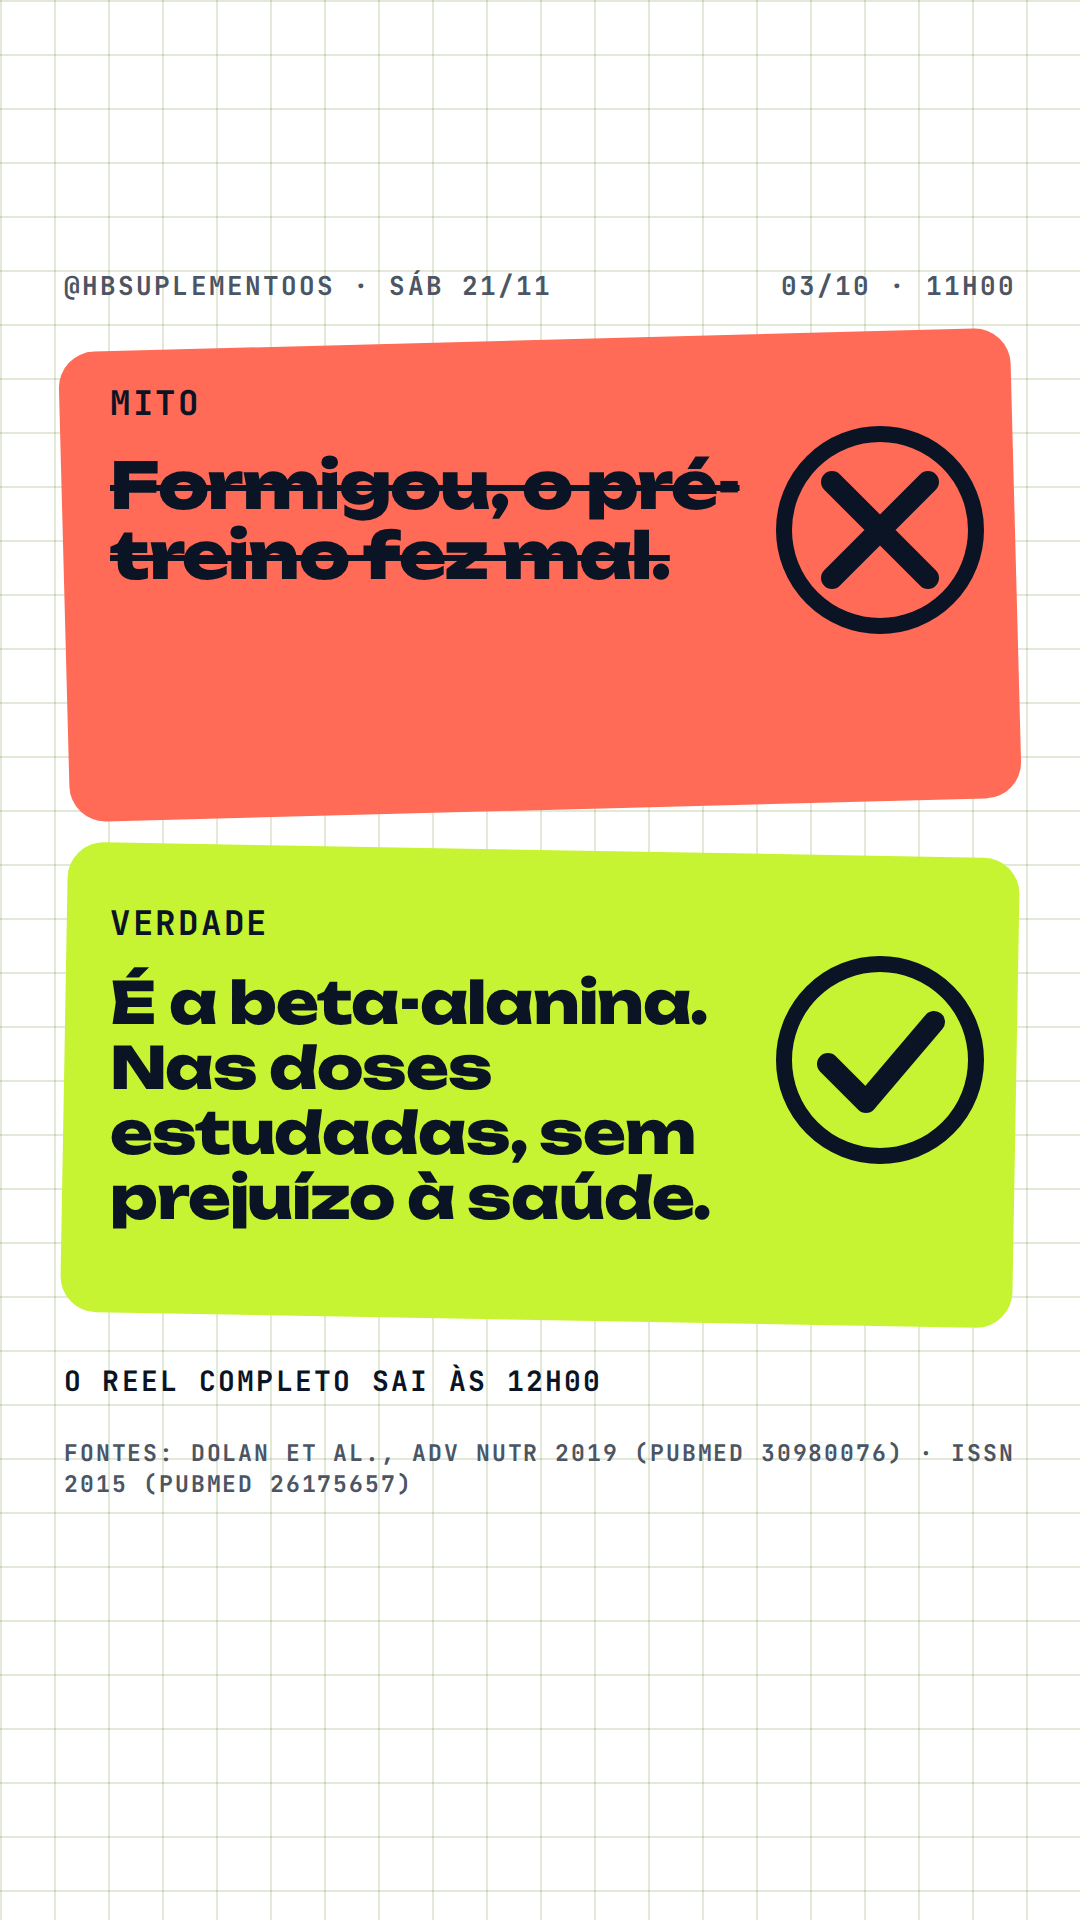 @HBSUPLEMENTOOS · SÁB 21/11
03/10 · 11H00
MITO
Formigou, o pré-
treino fez mal.
VERDADE
É a beta-alanina.
Nas doses
estudadas, sem
prejuízo à saúde.
O REEL COMPLETO SAI ÀS 12H00
FONTES: DOLAN ET AL., ADV NUTR 2019 (PUBMED 30980076) · ISSN
2015 (PUBMED 26175657)